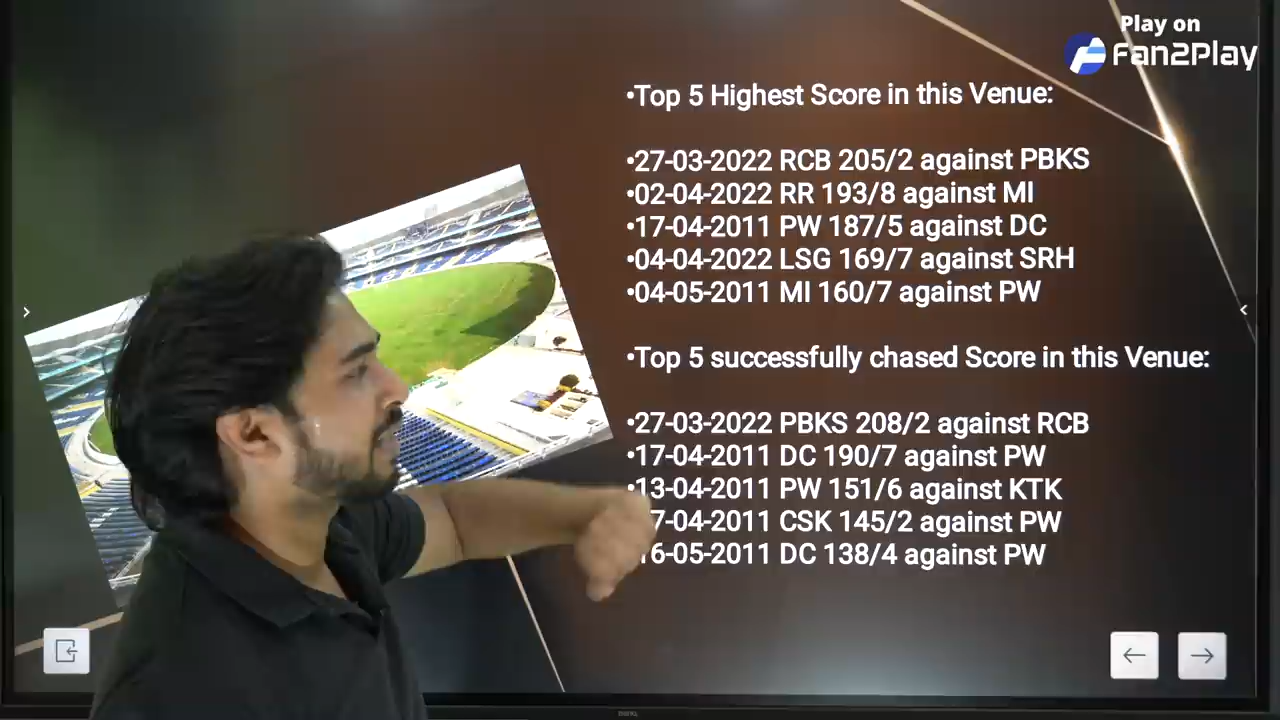 Play on
Fan2Play
•Top 5 Highest Score in this Venue:
•27-03-2022 RCB 205/2 against PBKS
•02-04-2022 RR 193/8 against MI
•17-04-2011 PW 187/5 against DC
•04-04-2022 LSG 169/7 against SRH
•04-05-2011 MI 160/7 against PW
•Top 5 successfully chased Score in this Venue:
•27-03-2022 PBKS 208/2 against RCB
•17-04-2011 DC 190/7 against PW
•13-04-2011 PW 151/6 against KTK
7-04-2011 CSK 145/2 against PW
16-05-2011 DC 138/4 against PW
BenQ